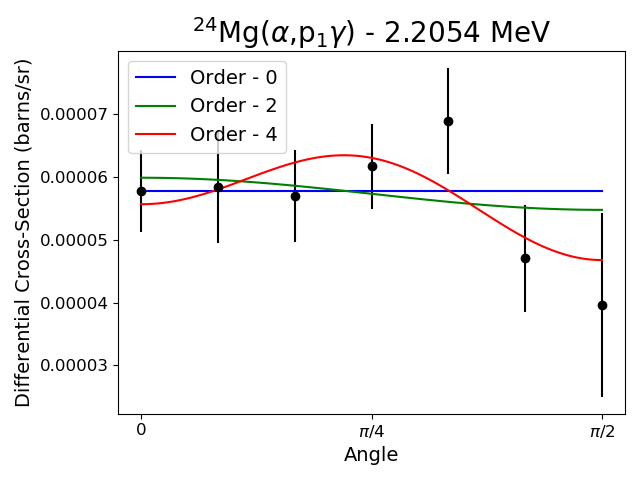 ²⁴Mg(α,p₁γ) - 2.2054 MeV
Order - 0
Order - 2
Order - 4
Differential Cross-Section (barns/sr)
0.00007
0.00006
0.00005
0.00004
0.00003
0
π/4
π/2
Angle